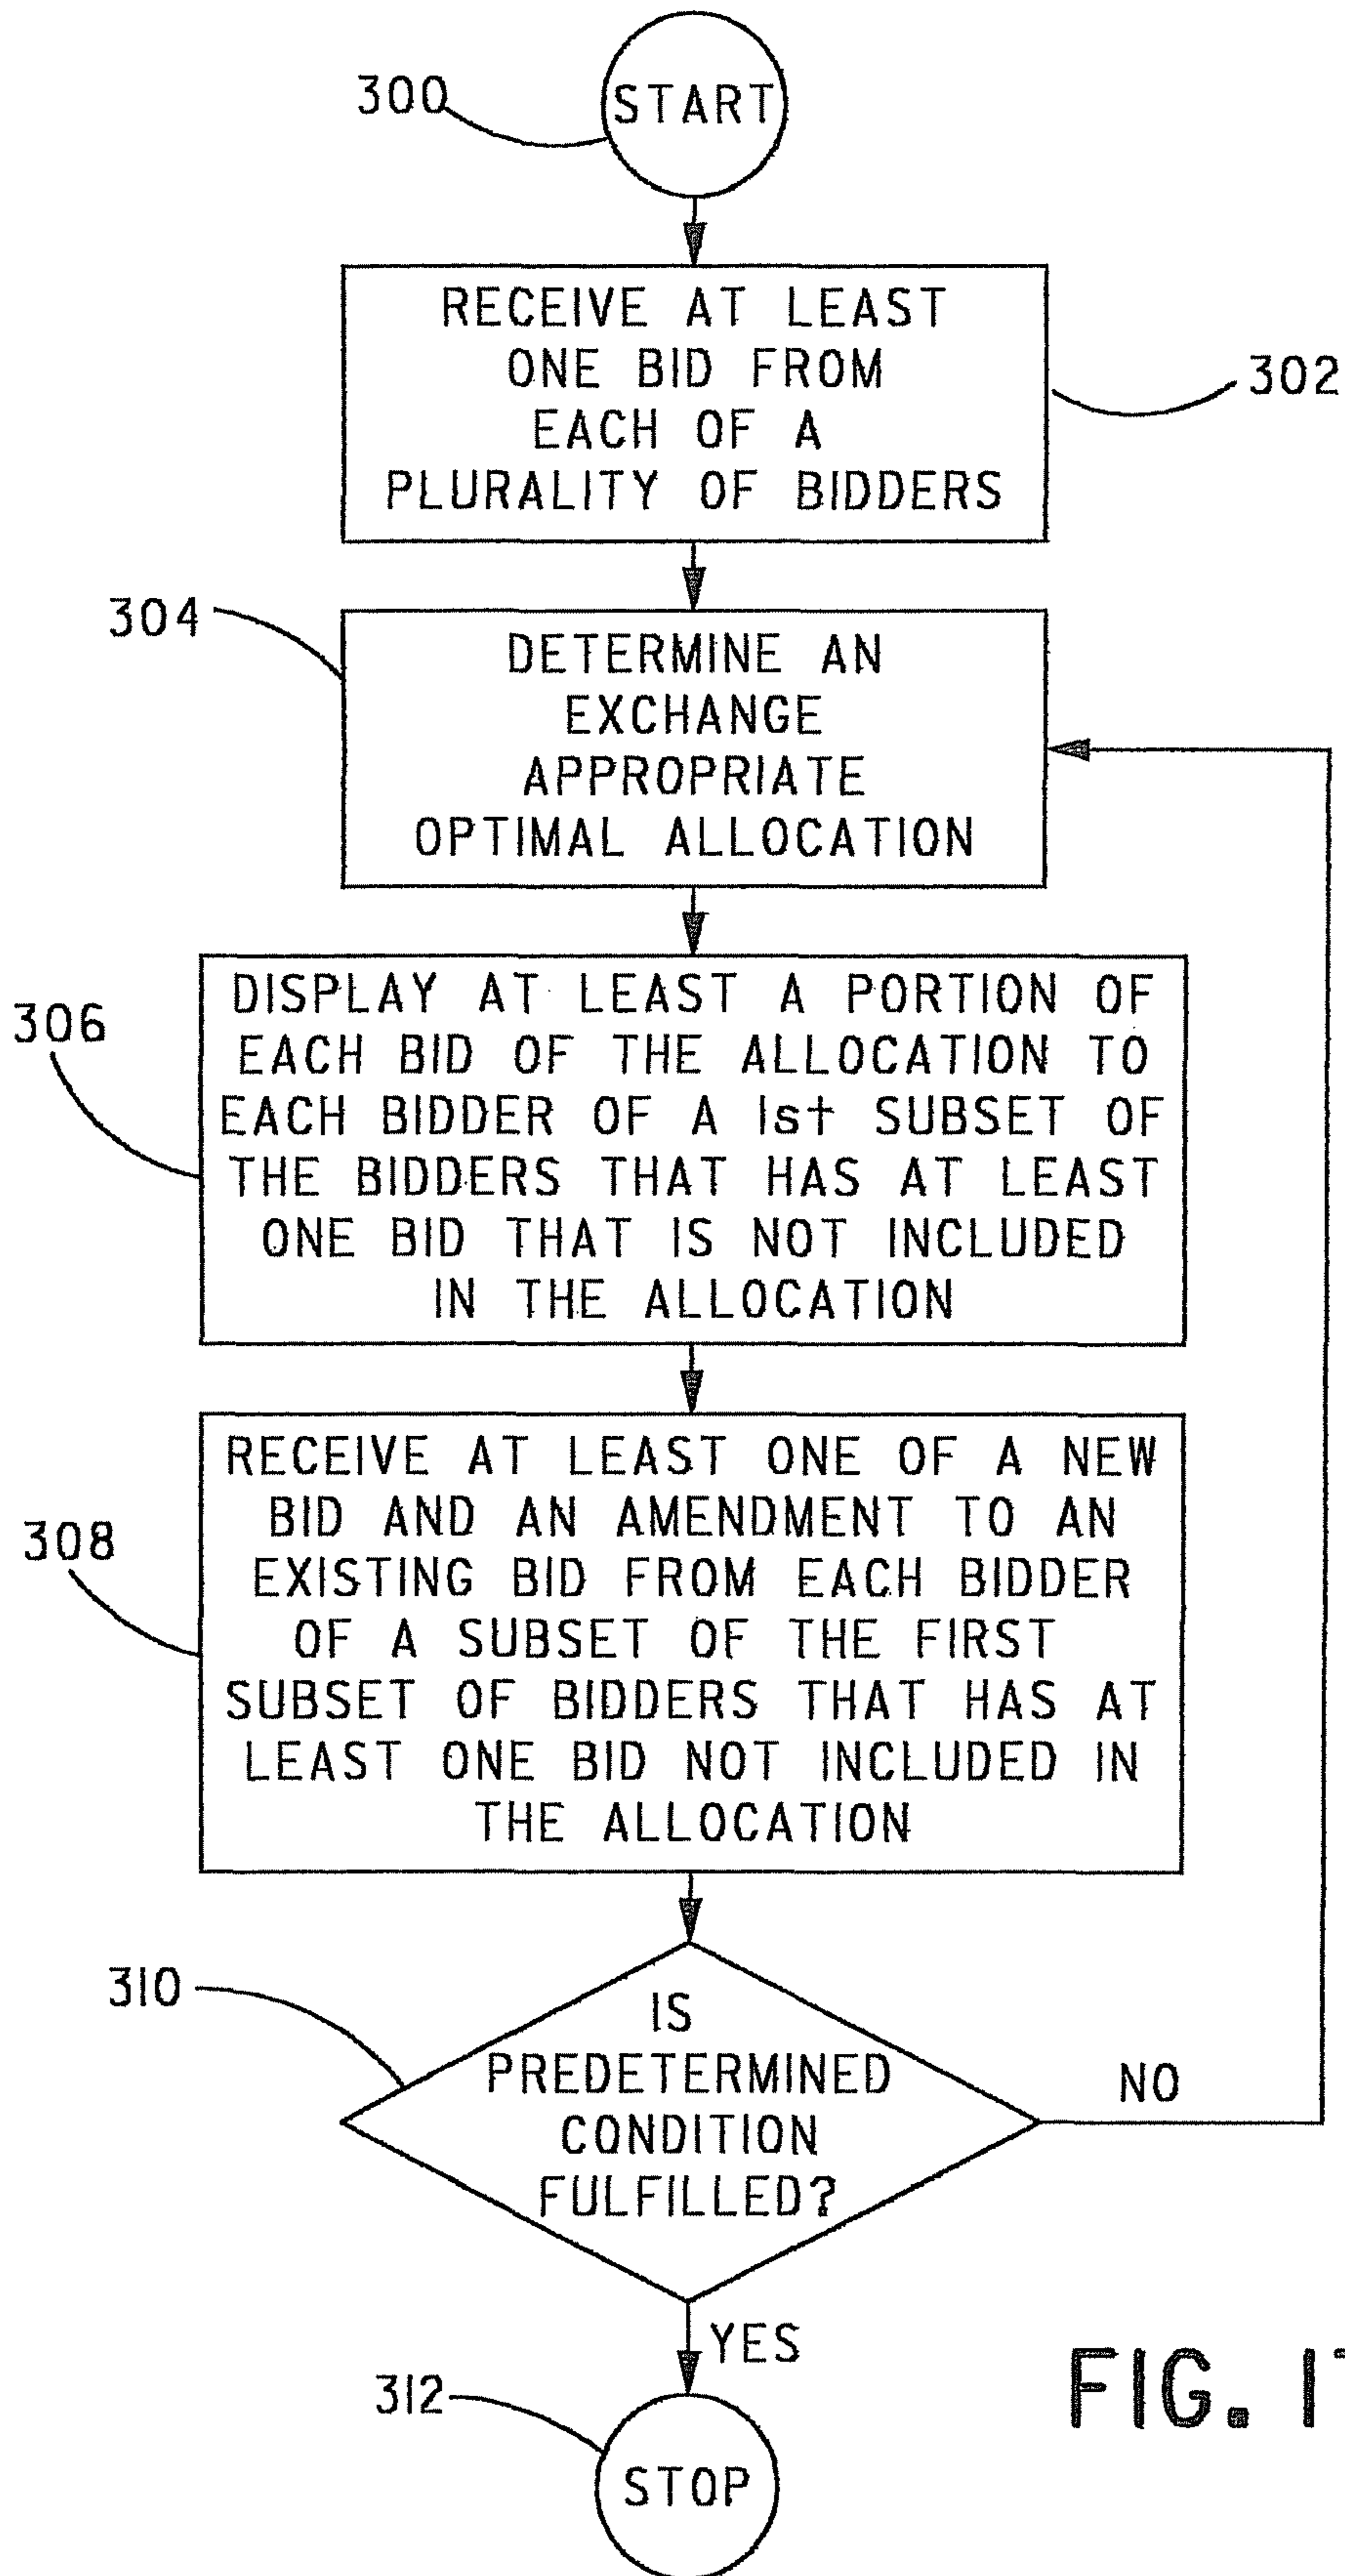 300
START
RECEIVE AT LEAST
ONE BID FROM
EACH OF A
PLURALITY OF BIDDERS
302
304
DETERMINE AN
EXCHANGE
APPROPRIATE
OPTIMAL ALLOCATION
306
DISPLAY AT LEAST A PORTION OF
EACH BID OF THE ALLOCATION TO
EACH BIDDER OF A 1st SUBSET OF
THE BIDDERS THAT HAS AT LEAST
ONE BID THAT IS NOT INCLUDED
IN THE ALLOCATION
308
RECEIVE AT LEAST ONE OF A NEW
BID AND AN AMENDMENT TO AN
EXISTING BID FROM EACH BIDDER
OF A SUBSET OF THE FIRST
SUBSET OF BIDDERS THAT HAS AT
LEAST ONE BID NOT INCLUDED IN
THE ALLOCATION
310
IS
PREDETERMINED
CONDITION
FULFILLED?
NO
YES
312
STOP
FIG.